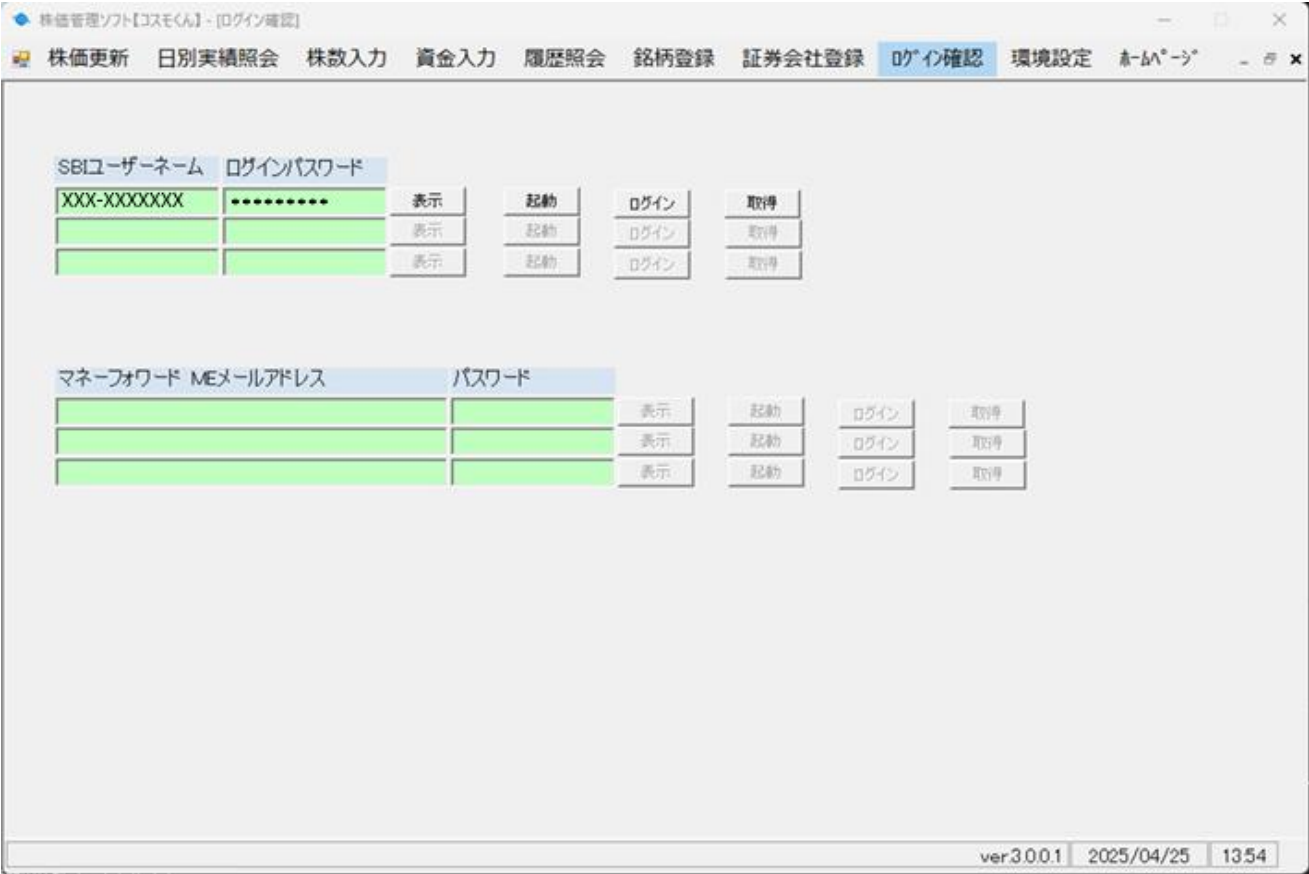 株価管理ソフト【コスモくん】 - [ログイン確認]
株価更新 日別実績照会 株数入力 資金入力 履歴照会 銘柄登録 証券会社登録 ﾛｸﾞｲﾝ確認 環境設定 ﾎｰﾑﾍﾟｰｼﾞ
SBIユーザーネーム ログインパスワード
XXX-XXXXXXX ●●●●●●●●● 表示 起動 ログイン 取得
表示 起動 ログイン 取得
表示 起動 ログイン 取得
マネーフォワード MEメールアドレス パスワード
表示 起動 ログイン 取得
表示 起動 ログイン 取得
表示 起動 ログイン 取得
ver.3.0.0.1 2025/04/25 13:54